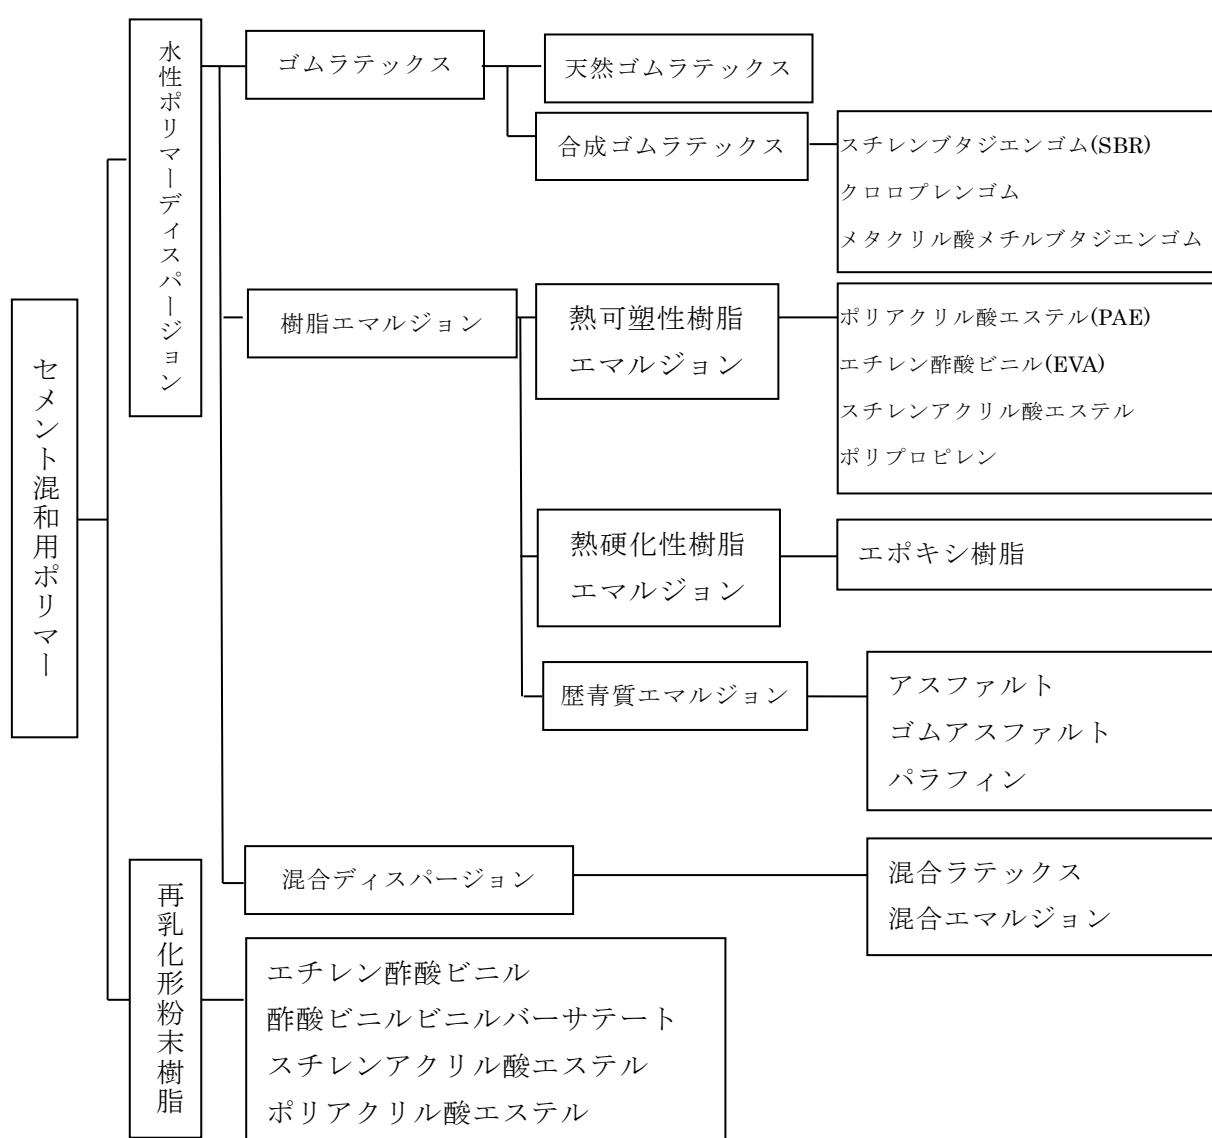 セメント混和用ポリマー
水性ポリマーディスパージョン
ゴムラテックス
天然ゴムラテックス
合成ゴムラテックス
スチレンブタジエンゴム(SBR)
クロロプレンゴム
メタクリル酸メチルブタジエンゴム
樹脂エマルジョン
熱可塑性樹脂
エマルジョン
ポリアクリル酸エステル(PAE)
エチレン酢酸ビニル(EVA)
スチレンアクリル酸エステル
ポリプロピレン
熱硬化性樹脂
エマルジョン
エポキシ樹脂
歴青質エマルジョン
アスファルト
ゴムアスファルト
パラフィン
混合ディスパージョン
混合ラテックス
混合エマルジョン
再乳化形粉末樹脂
エチレン酢酸ビニル
酢酸ビニルビニルバーサテート
スチレンアクリル酸エステル
ポリアクリル酸エステル